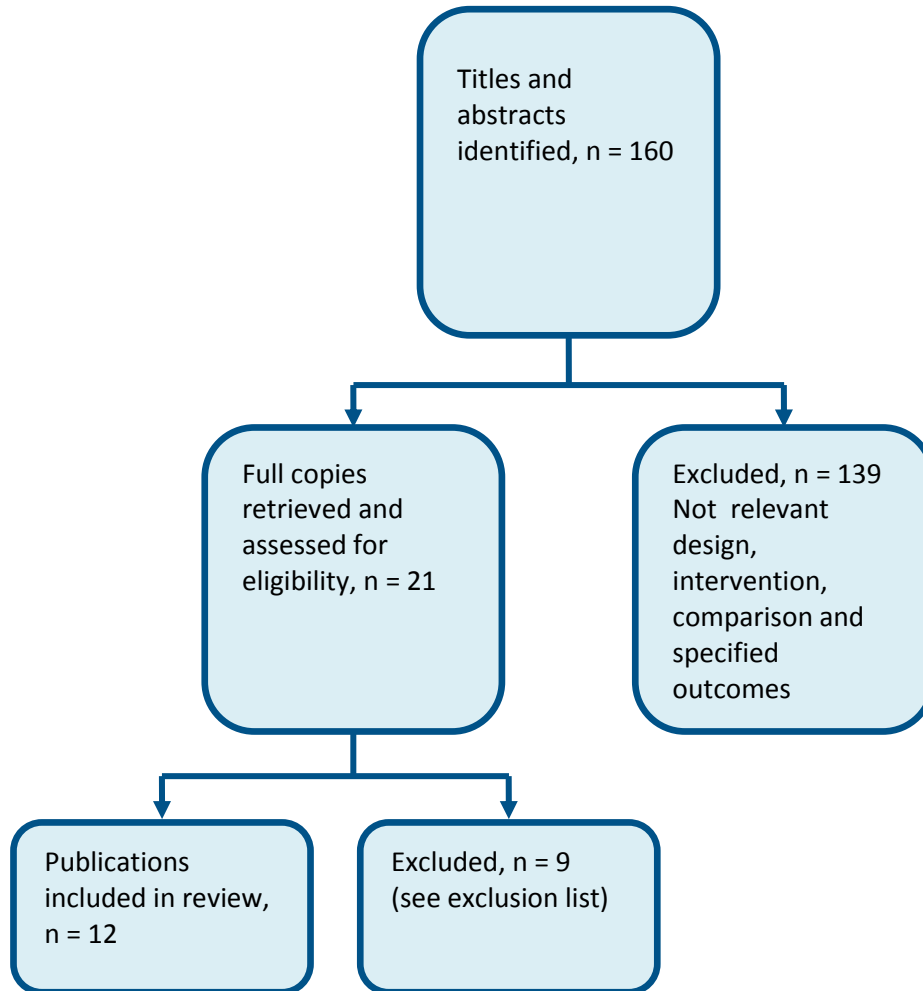 Titles and
abstracts
identified, n = 160
Full copies
retrieved and
assessed for
eligibility, n = 21
Excluded, n = 139
Not  relevant
design,
intervention,
comparison and
specified
outcomes
Publications
included in review,
n = 12
Excluded, n = 9
(see exclusion list)